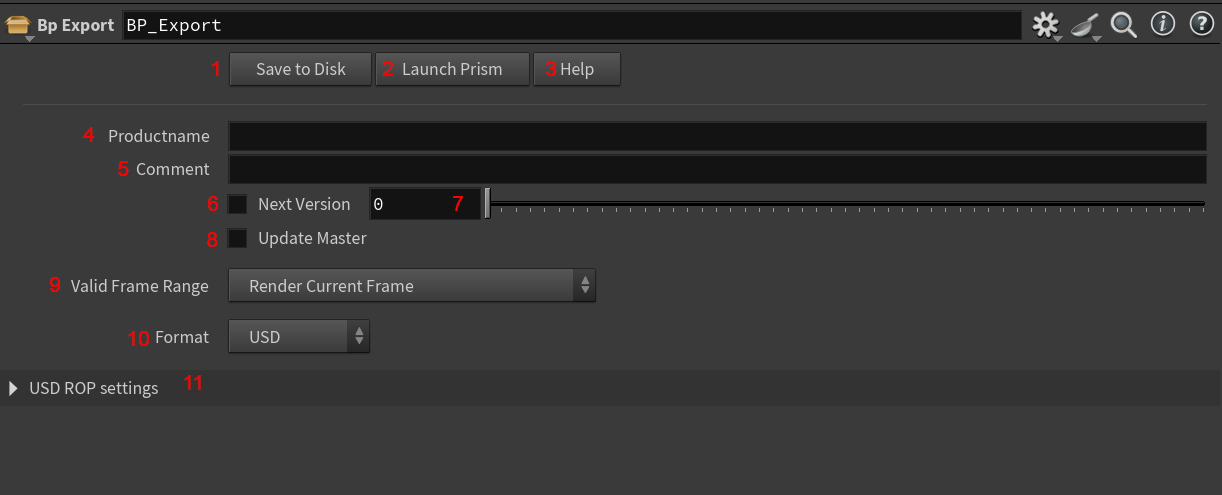 Bp Export BP_Export
1 Save to Disk 2 Launch Prism 3 Help
4 Productname
5 Comment
6 Next Version 0 7
8 Update Master
9 Valid Frame Range Render Current Frame
10 Format USD
USD ROP settings 11